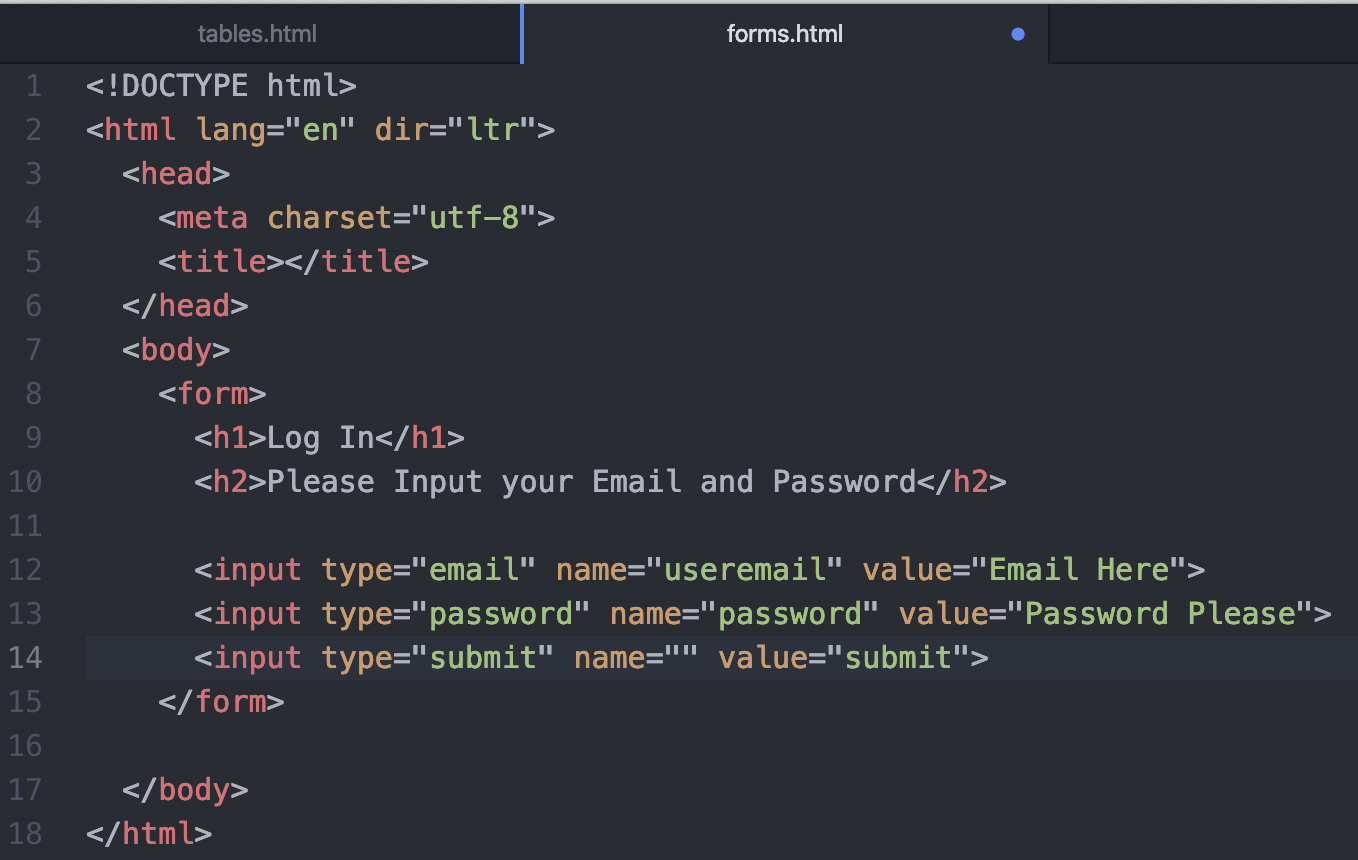 tables.html forms.html
1 <!DOCTYPE html>
2 <html lang="en" dir="ltr">
3   <head>
4     <meta charset="utf-8">
5     <title></title>
6   </head>
7   <body>
8     <form>
9       <h1>Log In</h1>
10       <h2>Please Input your Email and Password</h2>
11
12       <input type="email" name="useremail" value="Email Here">
13       <input type="password" name="password" value="Password Please">
14       <input type="submit" name="" value="submit">
15     </form>
16
17   </body>
18 </html>